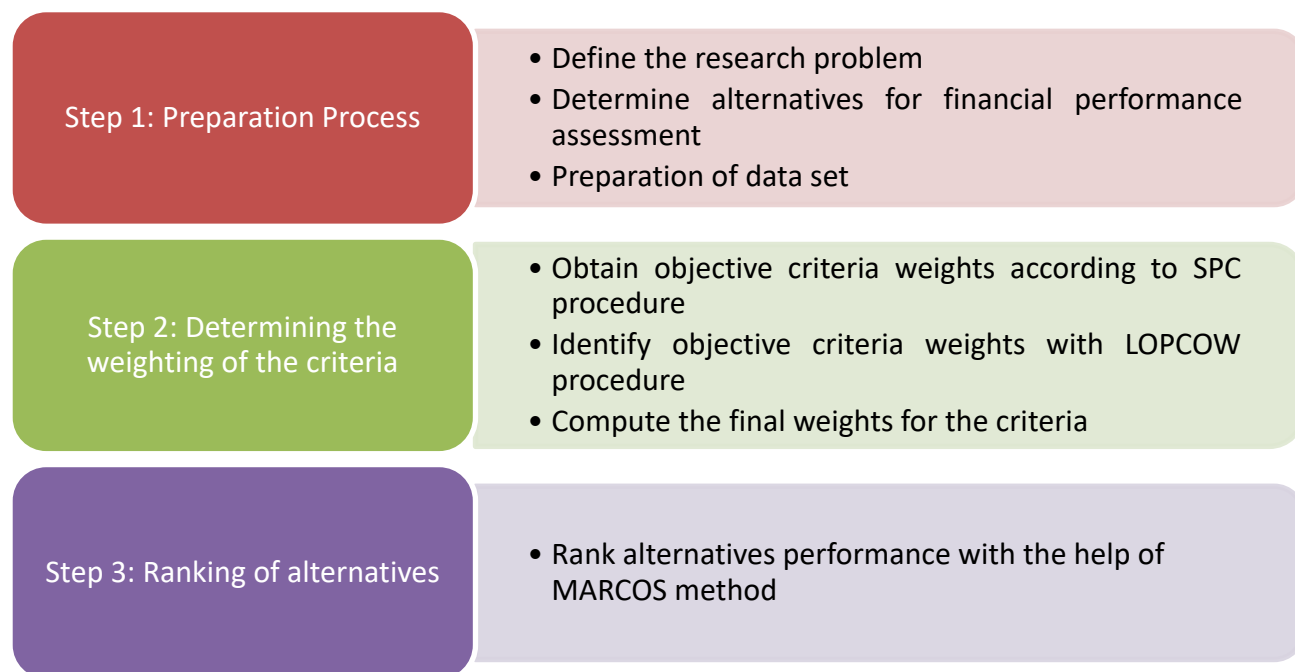 Step 1: Preparation Process
• Define the research problem
• Determine alternatives for financial performance
assessment
• Preparation of data set
Step 2: Determining the
weighting of the criteria
• Obtain objective criteria weights according to SPC
procedure
• Identify objective criteria weights with LOPCOW
procedure
• Compute the final weights for the criteria
Step 3: Ranking of alternatives
• Rank alternatives performance with the help of
MARCOS method